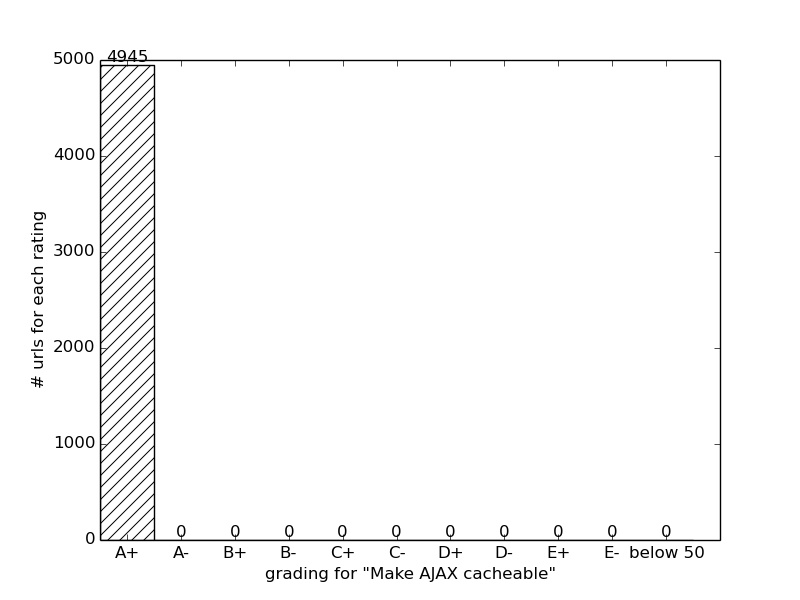 4945
5000
4000
3000
2000
1000
0
# urls for each rating
0 0 0 0 0 0 0 0 0 0
A+ A- B+ B- C+ C- D+ D- E+ E- below 50
grading for "Make AJAX cacheable"